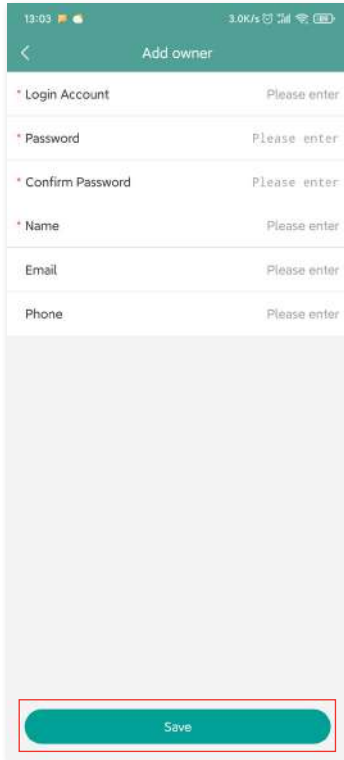 13:03 3.0K/s
Add owner
* Login Account Please enter
* Password Please enter
* Confirm Password Please enter
* Name Please enter
Email Please enter
Phone Please enter
Save